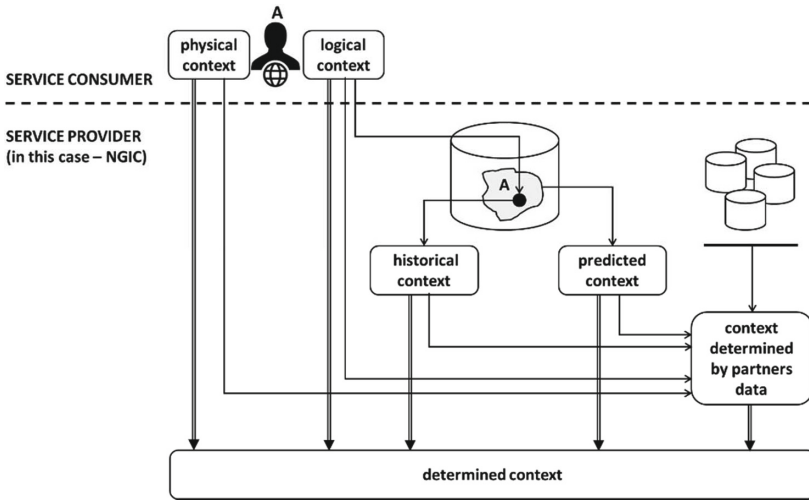 A
physical
context
logical
context
SERVICE CONSUMER
SERVICE PROVIDER
(in this case – NGIC)
A
historical
context
predicted
context
context
determined
by partners
data
determined context